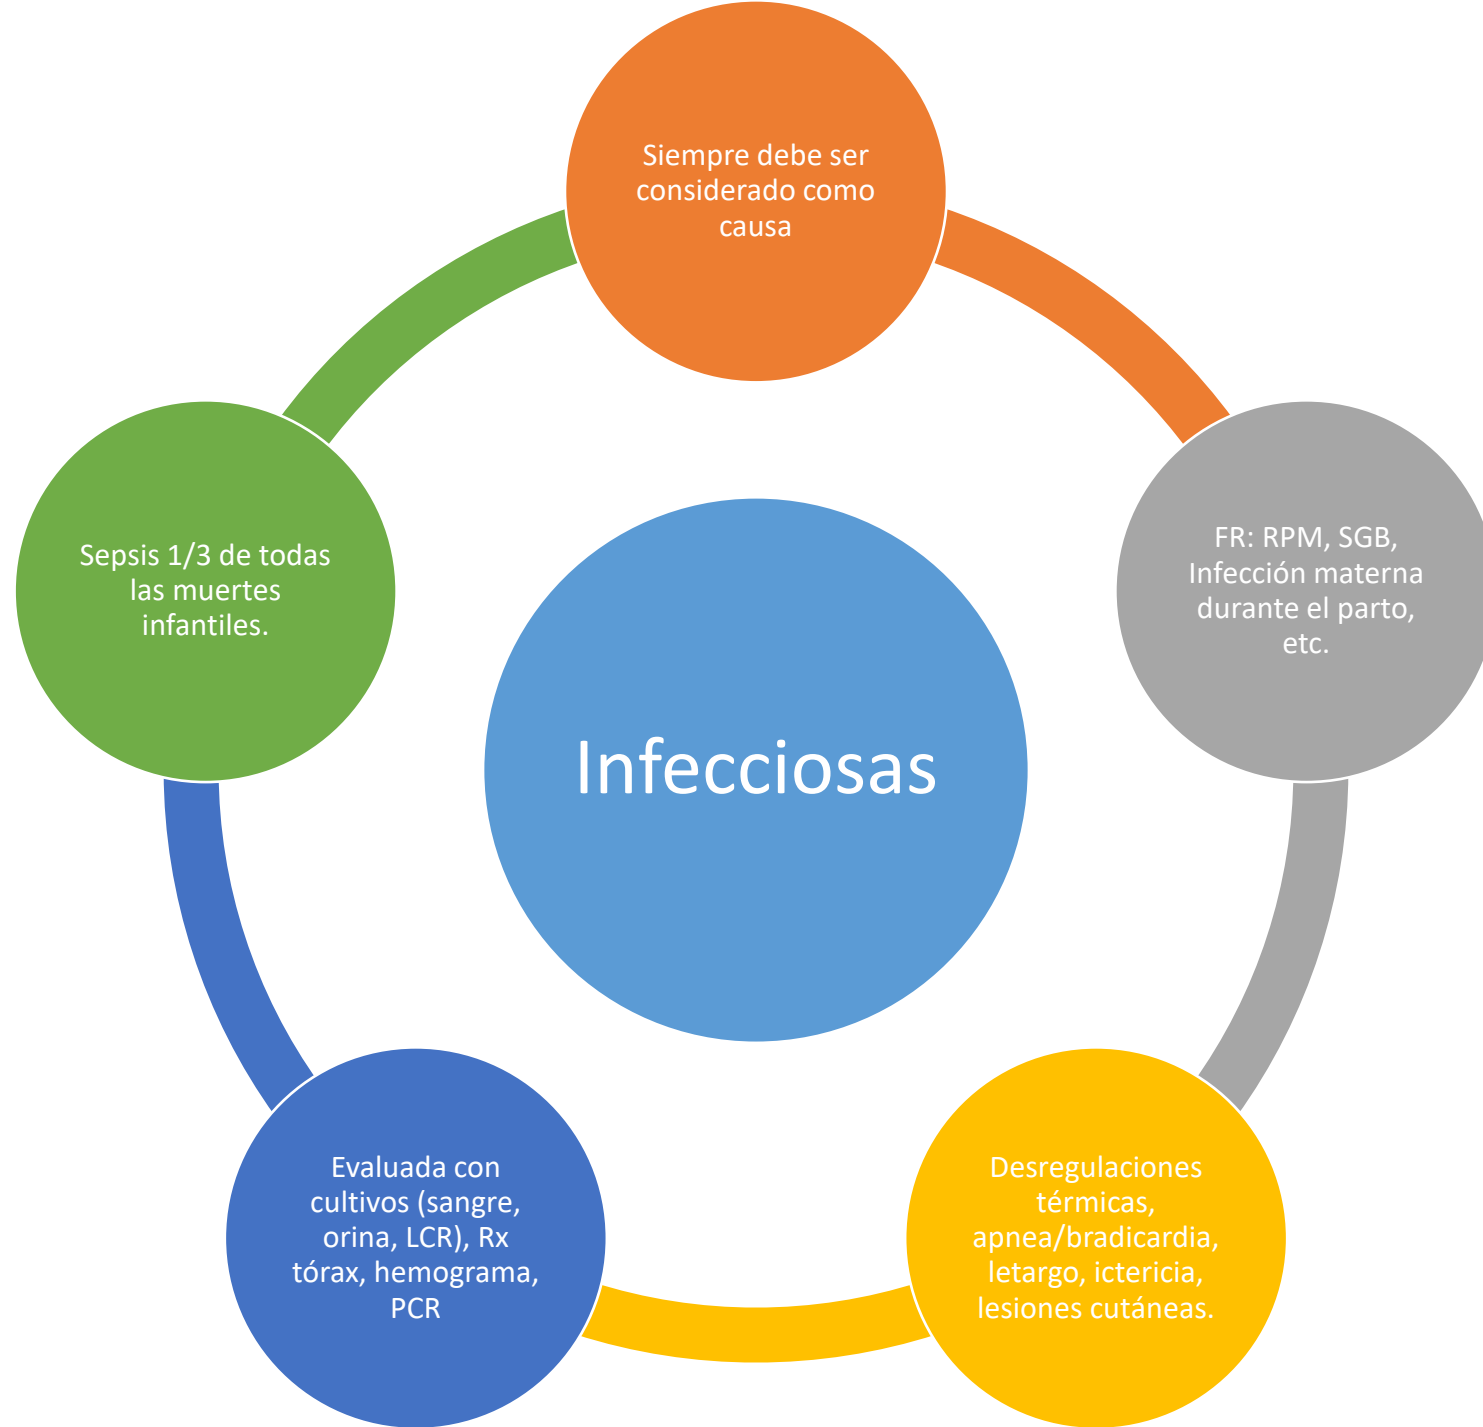 Siempre debe ser
considerado como
causa
FR: RPM, SGB,
Infección materna
durante el parto,
etc.
Desregulaciones
térmicas,
apnea/bradicardia,
letargo, ictericia,
lesiones cutáneas.
Evaluada con
cultivos (sangre,
orina, LCR), Rx
tórax, hemograma,
PCR
Sepsis 1/3 de todas
las muertes
infantiles.
Infecciosas